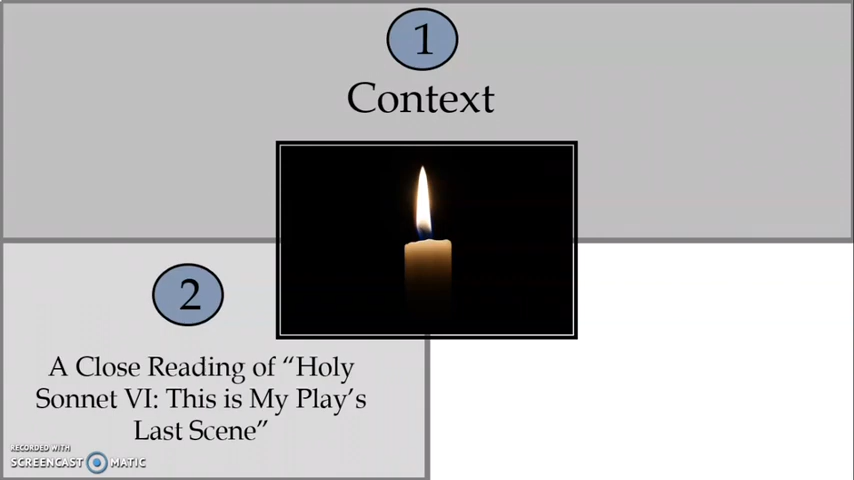 1
Context
2
A Close Reading of “Holy
Sonnet VI: This is My Play’s
Last Scene”
RECORDED WITH
SCREENCAST MATIC